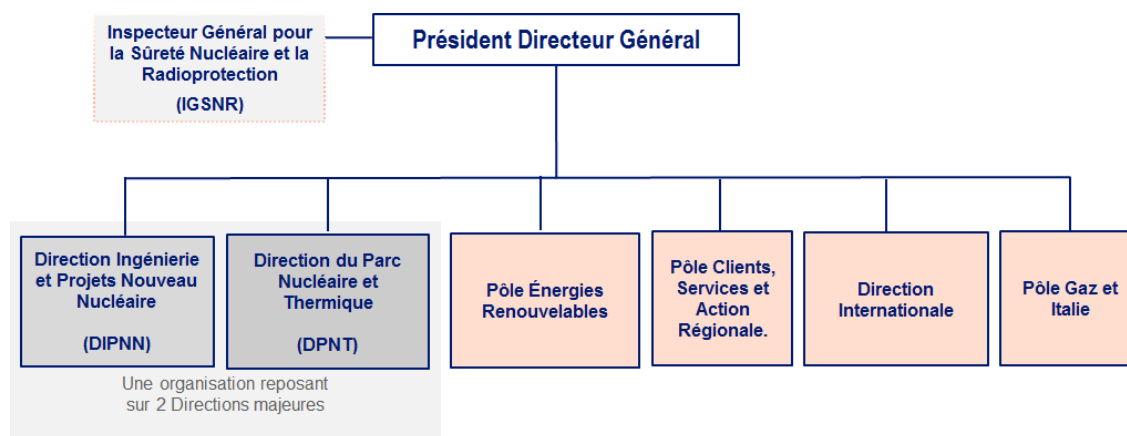 Inspecteur Général pour
la Sûreté Nucléaire et la
Radioprotection
(IGSNR)
Président Directeur Général
Direction Ingénierie
et Projets Nouveau
Nucléaire
(DIPNN)
Direction du Parc
Nucléaire et
Thermique
(DPNT)
Pôle Énergies
Renouvelables
Pôle Clients,
Services et
Action
Régionale.
Direction
Internationale
Pôle Gaz et
Italie
Une organisation reposant
sur 2 Directions majeures